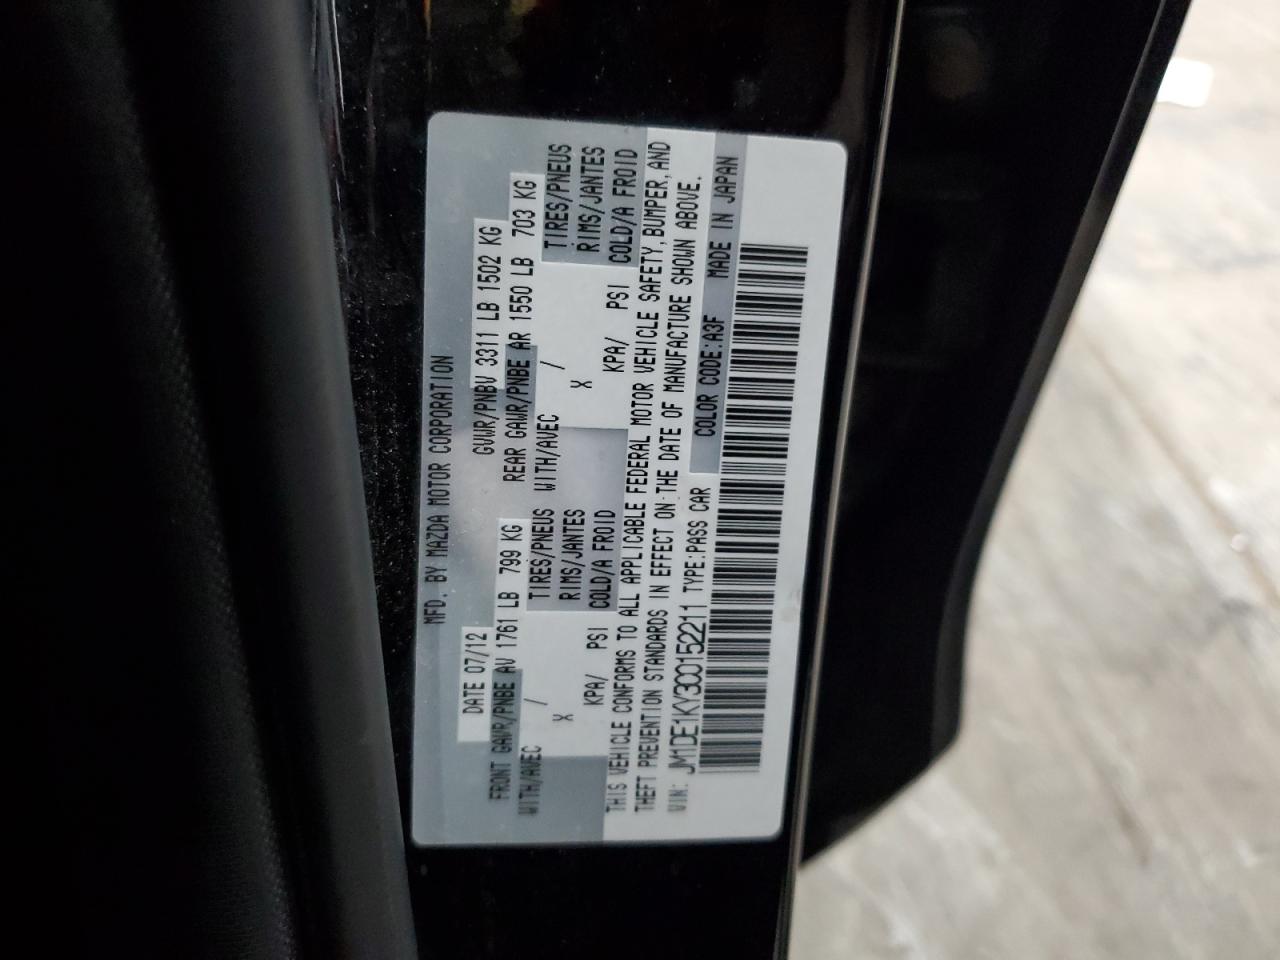 MFD. BY MAZDA MOTOR CORPORATION
DATE 07/12 GVWR/PNBV 3311 LB 1502 KG
FRONT GAWR/PNBE AV 1761 LB 799 KG REAR GAWR/PNBE AR 1550 LB 703 KG
WITH/AVEC / TIRES/PNEUS WITH/AVEC / TIRES/PNEUS
X RIMS/JANTES X RIMS/JANTES
KPA/ PSI COLD/A FROID KPA/ PSI COLD/A FROID
THIS VEHICLE CONFORMS TO ALL APPLICABLE FEDERAL MOTOR VEHICLE SAFETY, BUMPER, AND
THEFT PREVENTION STANDARDS IN EFFECT ON THE DATE OF MANUFACTURE SHOWN ABOVE.
VIN: JM1DE1KY3C0152211 TYPE:PASS CAR COLOR CODE:A3F MADE IN JAPAN